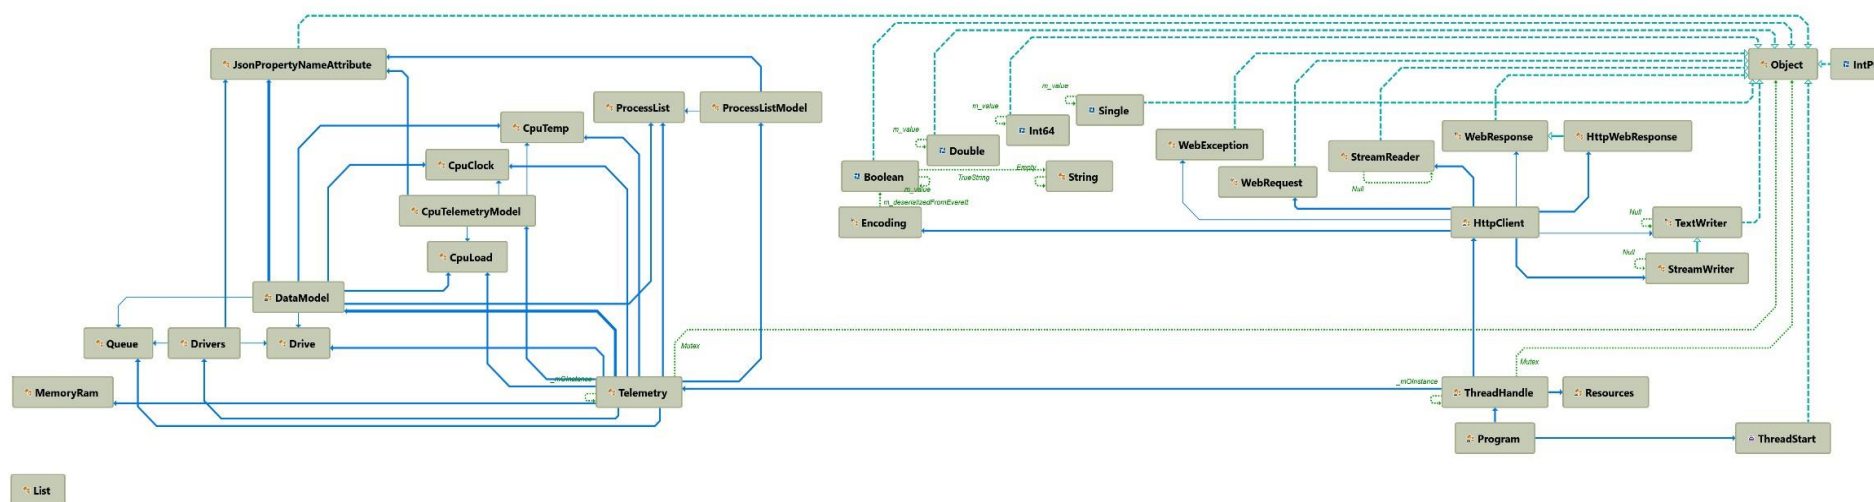 JsonPropertyNameAttribute
Object
IntP
ProcessList
ProcessListModel
m_value
Single
CpuTemp
m_value
Int64
WebResponse
HttpWebResponse
m_value
Double
WebException
StreamReader
CpuClock
Boolean
Empty
TrueString
String
WebRequest
Null
m_value
m_deserializedFromEverett
CpuTelemetryModel
Encoding
HttpClient
Null
TextWriter
CpuLoad
Null
StreamWriter
DataModel
Queue
Drivers
Drive
Mutex
Mutex
MemoryRam
_mOInstance
Telemetry
_mOInstance
ThreadHandle
Resources
Program
ThreadStart
List